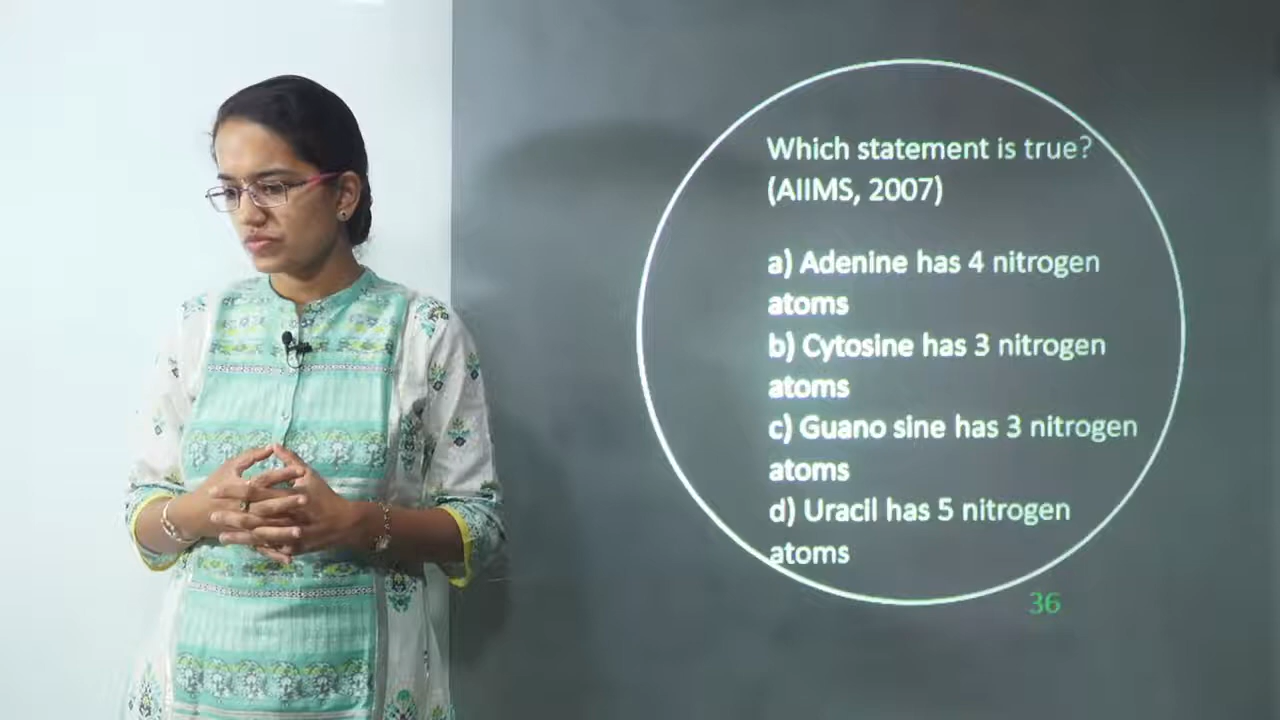 Which statement is true?
(AIIMS, 2007)
a) Adenine has 4 nitrogen
atoms
b) Cytosine has 3 nitrogen
atoms
c) Guano sine has 3 nitrogen
atoms
d) Uracil has 5 nitrogen
atoms
36